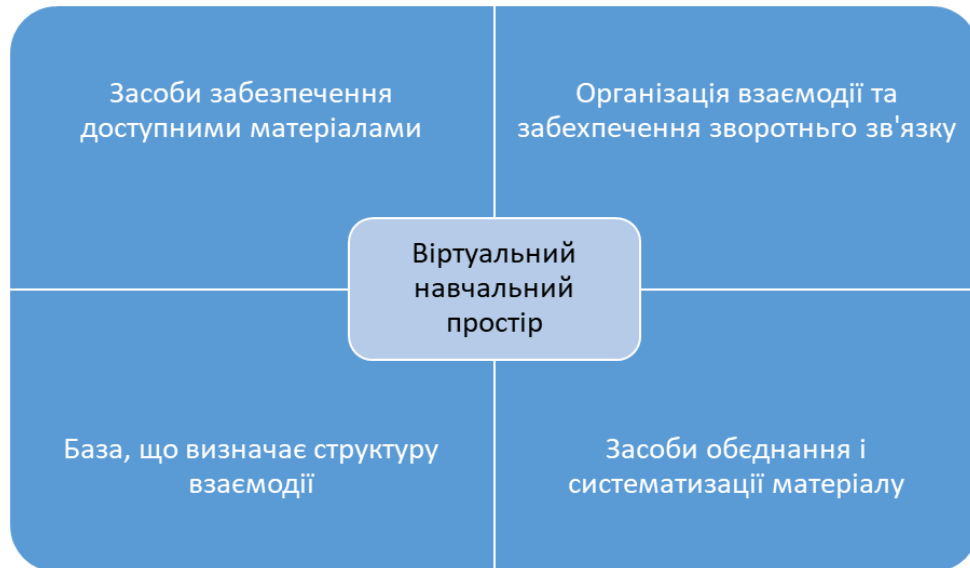 Засоби забезпечення
доступними матеріалами
Організація взаємодії та
забехпечення зворотнього зв'язку
Віртуальний
навчальний
простір
База, що визначає структуру
взаємодії
Засоби обєднання і
систематизації матеріалу